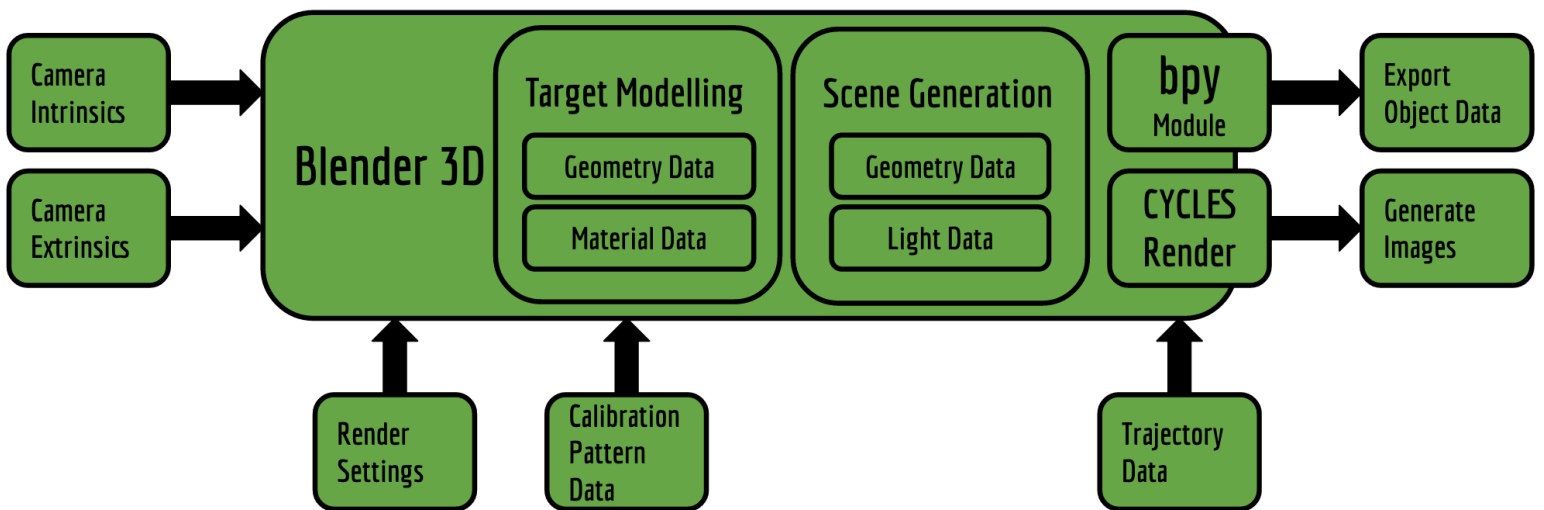 Camera
Intrinsics
Camera
Extrinsics
Blender 3D
Target Modelling
Geometry Data
Material Data
Scene Generation
Geometry Data
Light Data
bpy
Module
CYCLES
Render
Export
Object Data
Generate
Images
Render
Settings
Calibration
Pattern
Data
Trajectory
Data